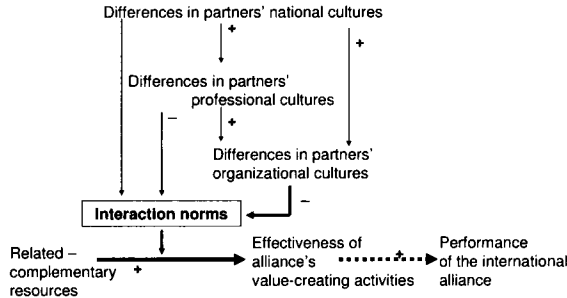 Differences in partners' national cultures
+
+
Differences in partners'
professional cultures
–
+
Differences in partners'
organizational cultures
–
Interaction norms
Related –
complementary
resources
+
Effectiveness of
alliance's
value-creating activities
+
Performance
of the international
alliance